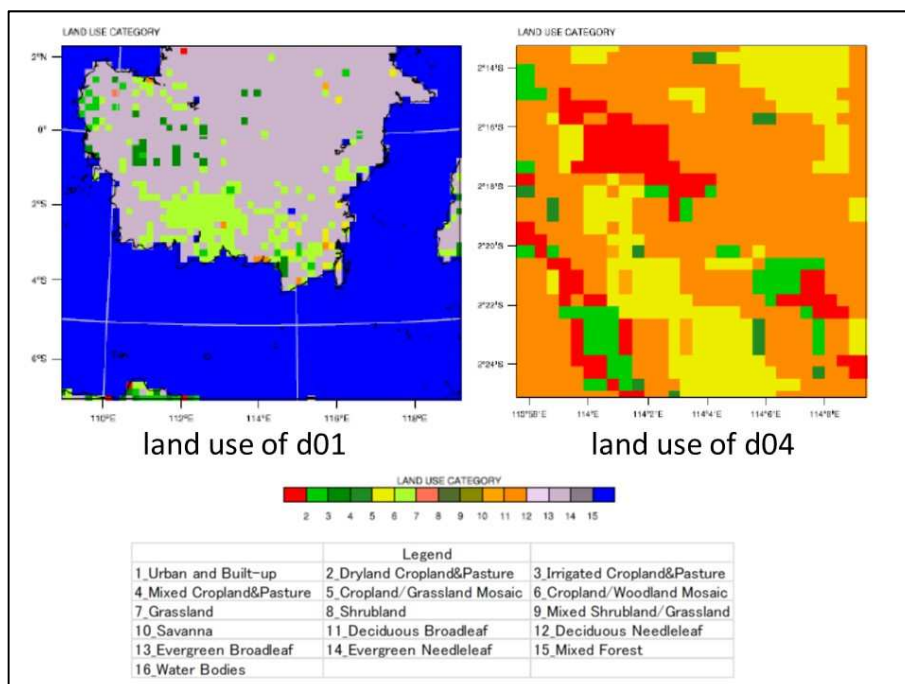 LAND USE CATEGORY
LAND USE CATEGORY
2°N
0°
2°S
4°S
6°S
110°E 112°E 114°E 116°E 118°E
2°14'S
2°16'S
2°18'S
2°20'S
2°22'S
2°24'S
114°E 114°2'E 114°4'E 114°6'E 114°8'E
land use of d01
land use of d04
LAND USE CATEGORY
2 3 4 5 6 7 8 9 10 11 12 13 14 15
Legend
1_Urban and Built-up 2_Dryland Cropland&Pasture 3_Irrigated Cropland&Pasture
4_Mixed Cropland&Pasture 5_Cropland/Grassland Mosaic 6_Cropland/Woodland Mosaic
7_Grassland 8_Shrubland 9_Mixed Shrubland/Grassland
10_Savanna 11_Deciduous Broadleaf 12_Deciduous Needleleaf
13_Evergreen Broadleaf 14_Evergreen Needleleaf 15_Mixed Forest
16_Water Bodies